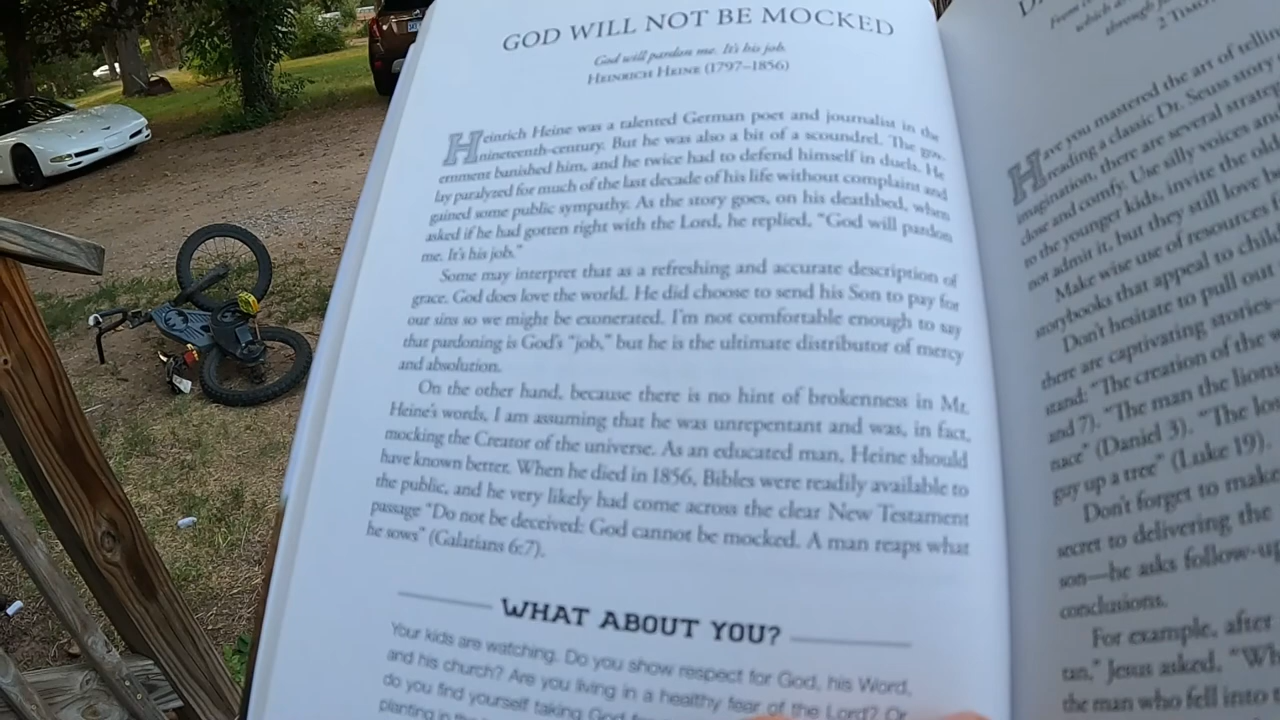 GOD WILL NOT BE MOCKED
God will pardon me. It's his job.
HEINRICH HEINE (1797–1856)
Heinrich Heine was a talented German poet and journalist in the
nineteenth-century. But he was also a bit of a scoundrel. The gov-
ernment banished him, and he twice had to defend himself in duels. He
lay paralyzed for much of the last decade of his life without complaint and
gained some public sympathy. As the story goes, on his deathbed, when
asked if he had gotten right with the Lord, he replied, "God will pardon
me. It's his job."
Some may interpret that as a refreshing and accurate description of
grace. God does love the world. He did choose to send his Son to pay for
our sins so we might be exonerated. I'm not comfortable enough to say
that pardoning is God's "job," but he is the ultimate distributor of mercy
and absolution.
On the other hand, because there is no hint of brokenness in Mr.
Heine's words, I am assuming that he was unrepentant and was, in fact,
mocking the Creator of the universe. As an educated man, Heine should
have known better. When he died in 1856, Bibles were readily available to
the public, and he very likely had come across the clear New Testament
passage "Do not be deceived: God cannot be mocked. A man reaps what
he sows" (Galatians 6:7).
WHAT ABOUT YOU?
Your kids are watching. Do you show respect for God, his Word,
and his church? Are you living in a healthy fear of the Lord? Or
do you find yourself taking God
planting in the
2 TIMO
Have you mastered the art of tellin
reading a classic Dr. Seuss story
imagination, there are several strateg
close and comfy. Use silly voices and
to the younger kids, invite the old
not admit it, but they still love be
Make wise use of resources
storybooks that appeal to child
Don't hesitate to pull out
there are captivating stories—
stand: "The creation of the w
and 7). "The man the lions
nace" (Daniel 3). "The lo
guy up a tree" (Luke 19).
Don't forget to make
secret to delivering the
son—he asks follow-up
conclusions.
For example, after
tan," Jesus asked, "Wh
the man who fell into t